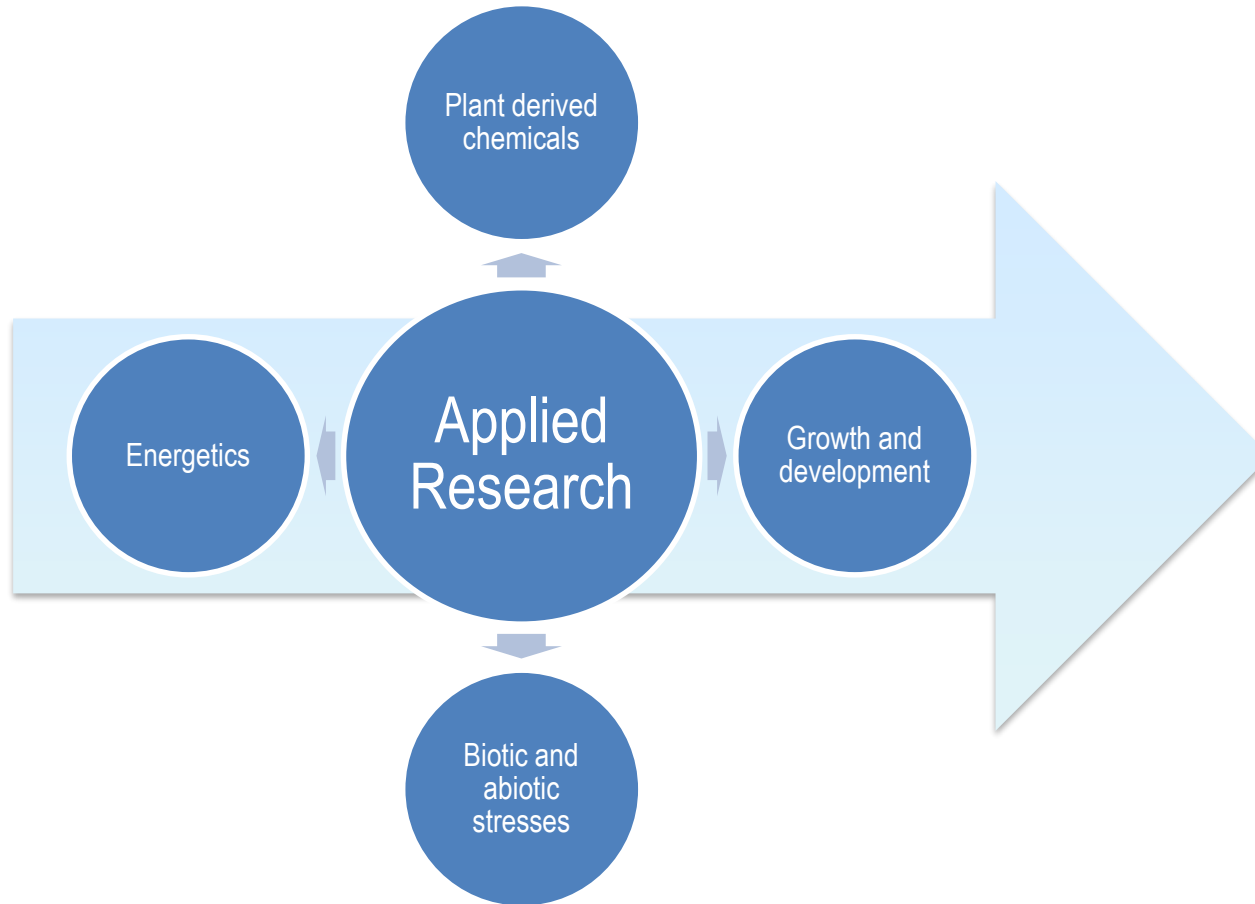 Plant derived
chemicals
Energetics
Applied
Research
Growth and
development
Biotic and
abiotic
stresses